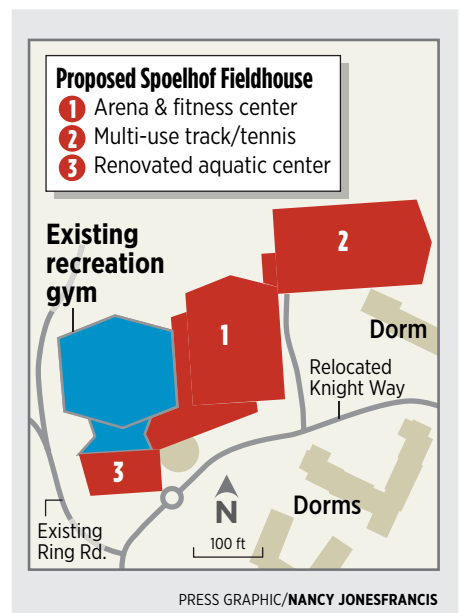 Proposed Spoelhof Fieldhouse
1 Arena & fitness center
2 Multi-use track/tennis
3 Renovated aquatic center
Existing
recreation
gym
2
1
Dorm
Relocated
Knight Way
3
N
Dorms
Existing
Ring Rd.
100 ft
PRESS GRAPHIC/NANCY JONESFRANCIS